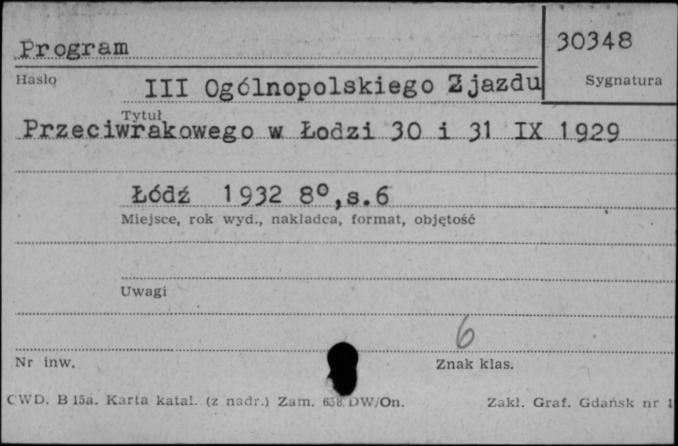 Program
30348
Hasło
III Ogólnopolskiego Zjazdu
Sygnatura
Tytuł
Przeciwrakowego w Łodzi 30 i 31 IX 1929
Łódź 1932 8°, s.6
Miejsce, rok wyd., nakładca, format, objętość
Uwagi
6
Nr inw.
Znak klas.
CWD. B 15a. Karta katal. (z nadr.) Zam. 658. DW/On.
Zakł. Graf. Gdańsk nr 1